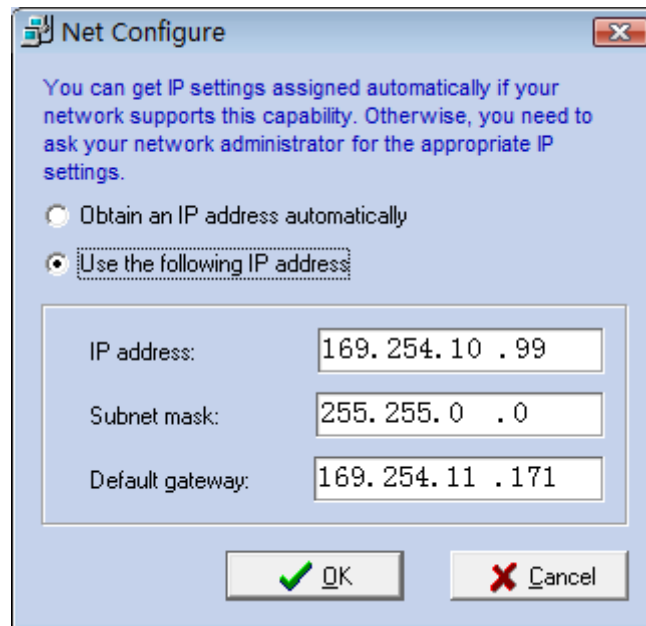 Net Configure
You can get IP settings assigned automatically if your
network supports this capability. Otherwise, you need to
ask your network administrator for the appropriate IP
settings.
Obtain an IP address automatically
Use the following IP address
IP address: 169.254.10 .99
Subnet mask: 255.255.0 .0
Default gateway: 169.254.11 .171
OK Cancel